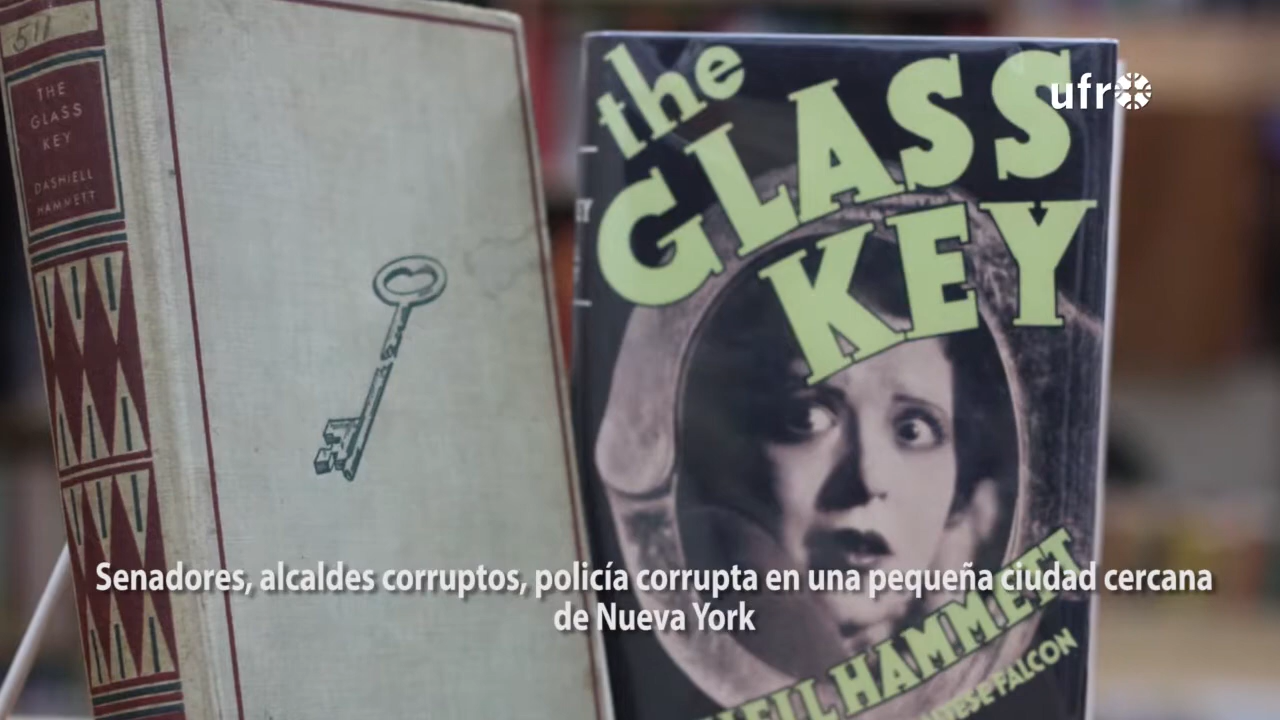 511
THE
GLASS
KEY
DASHIELL
HAMMETT
the
GLASS
KEY
HAMMETT
FALCON
ufro
Senadores, alcaldes corruptos, policía corrupta en una pequeña ciudad cercana
de Nueva York